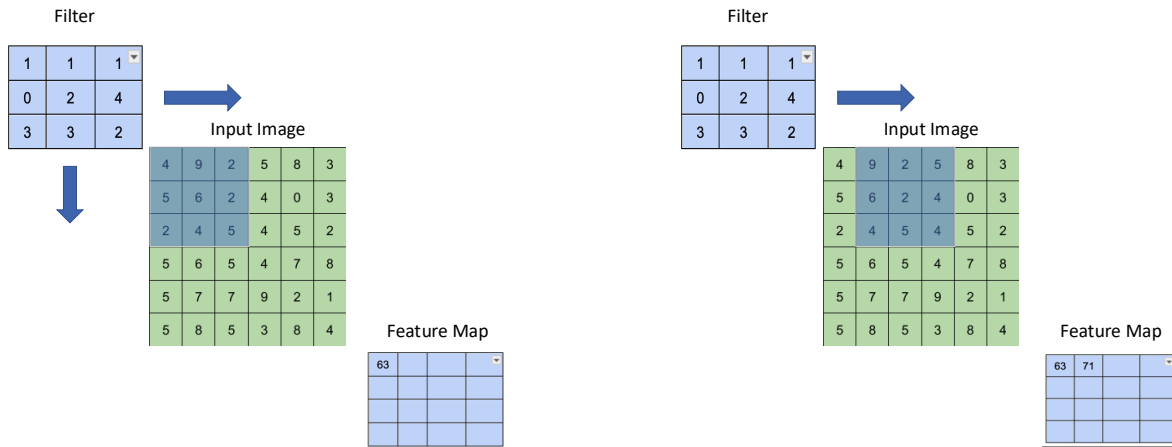 Filter
1 1 1
0 2 4
3 3 2
Input Image
4 9 2 5 8 3
5 6 2 4 0 3
2 4 5 4 5 2
5 6 5 4 7 8
5 7 7 9 2 1
5 8 5 3 8 4
Feature Map
63
Filter
1 1 1
0 2 4
3 3 2
Input Image
4 9 2 5 8 3
5 6 2 4 0 3
2 4 5 4 5 2
5 6 5 4 7 8
5 7 7 9 2 1
5 8 5 3 8 4
Feature Map
63 71